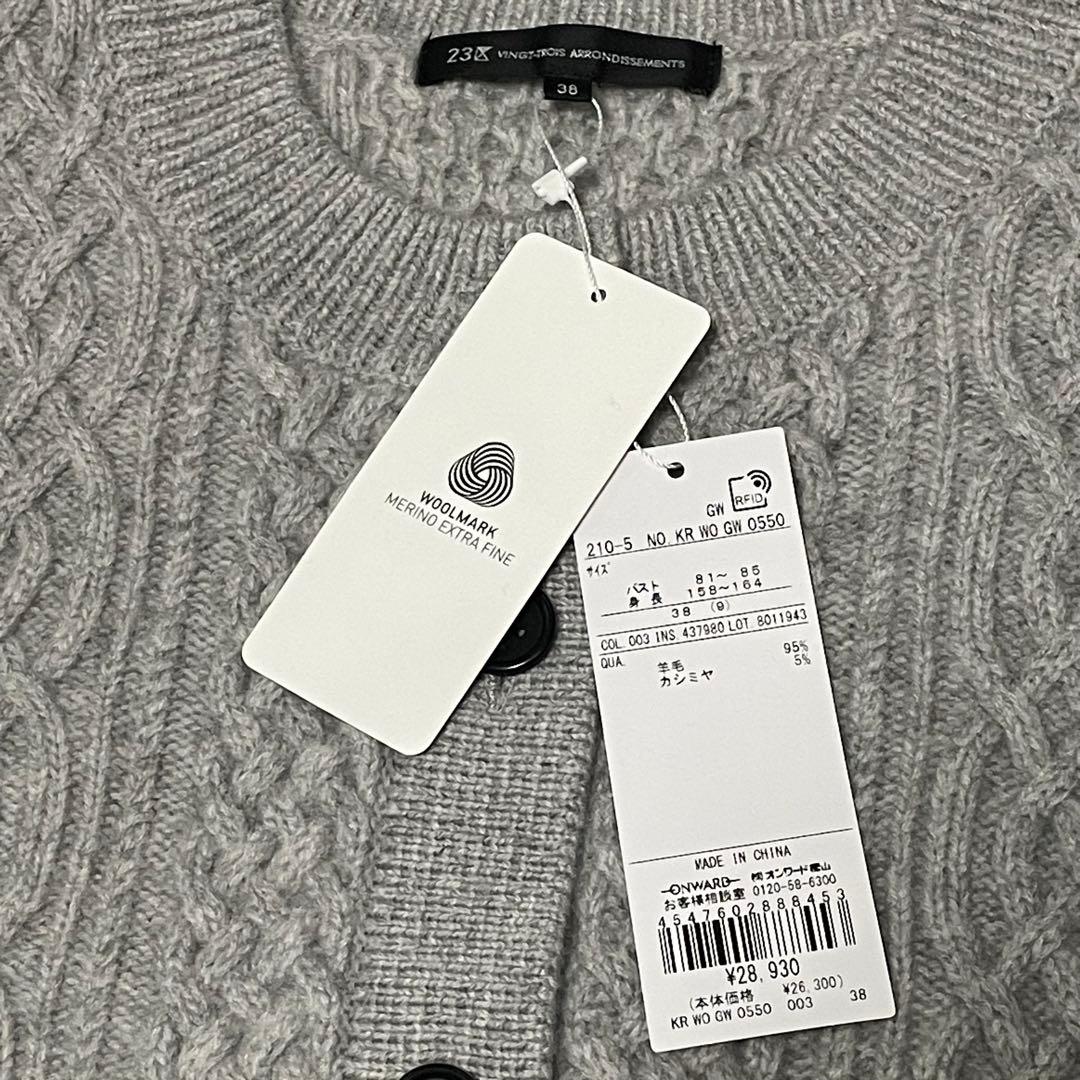 23区 VINGT-TROIS ARRONDISSEMENTS
38
WOOLMARK
MERINO EXTRA FINE
RFID
GW
210-5 NO. KR WO GW 0550
サイズ
バスト 81～ 85
身長 158～164
38 (9)
COL. 003 INS. 437980 LOT. 8011943
QUA. 羊毛 95%
カシミヤ 5%
MADE IN CHINA
ONWARD ㈱オンワード樫山
お客様相談室 0120-58-6300
4547602888453
¥28,930
(本体価格 ¥26,300)
KR WO GW 0550 003 38